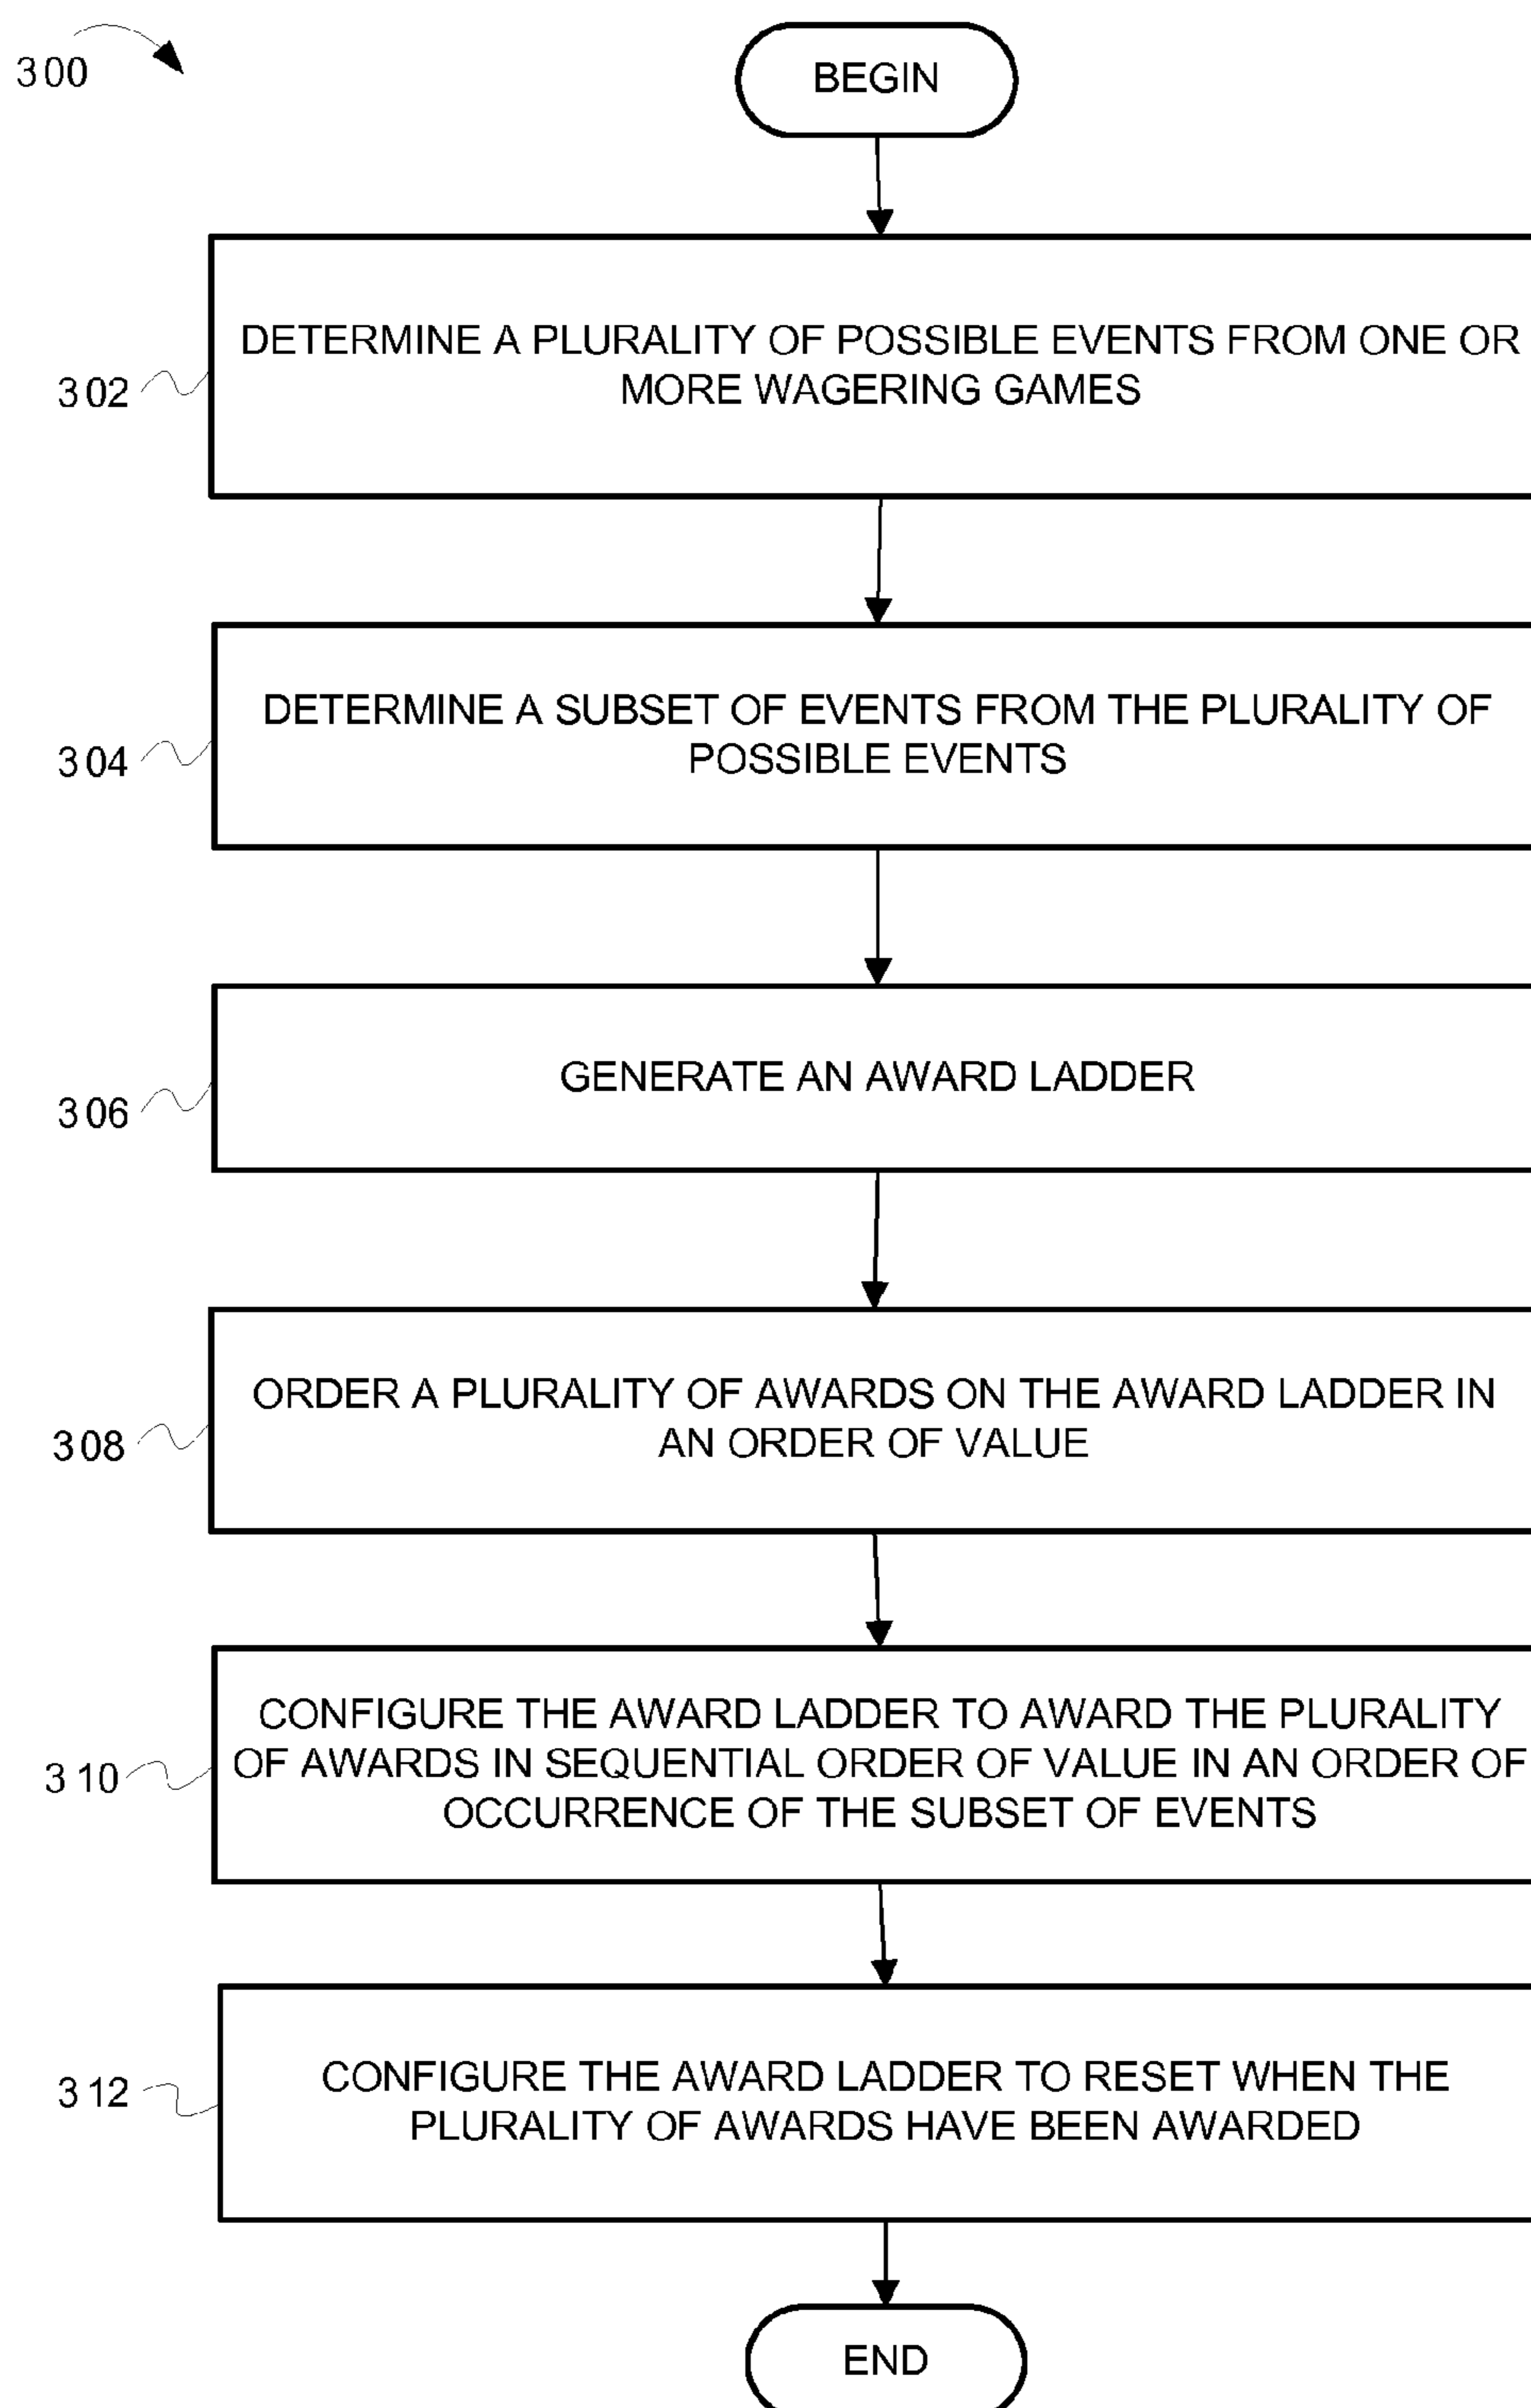 300
BEGIN
302
DETERMINE A PLURALITY OF POSSIBLE EVENTS FROM ONE OR
MORE WAGERING GAMES
304
DETERMINE A SUBSET OF EVENTS FROM THE PLURALITY OF
POSSIBLE EVENTS
306
GENERATE AN AWARD LADDER
308
ORDER A PLURALITY OF AWARDS ON THE AWARD LADDER IN
AN ORDER OF VALUE
310
CONFIGURE THE AWARD LADDER TO AWARD THE PLURALITY
OF AWARDS IN SEQUENTIAL ORDER OF VALUE IN AN ORDER OF
OCCURRENCE OF THE SUBSET OF EVENTS
312
CONFIGURE THE AWARD LADDER TO RESET WHEN THE
PLURALITY OF AWARDS HAVE BEEN AWARDED
END